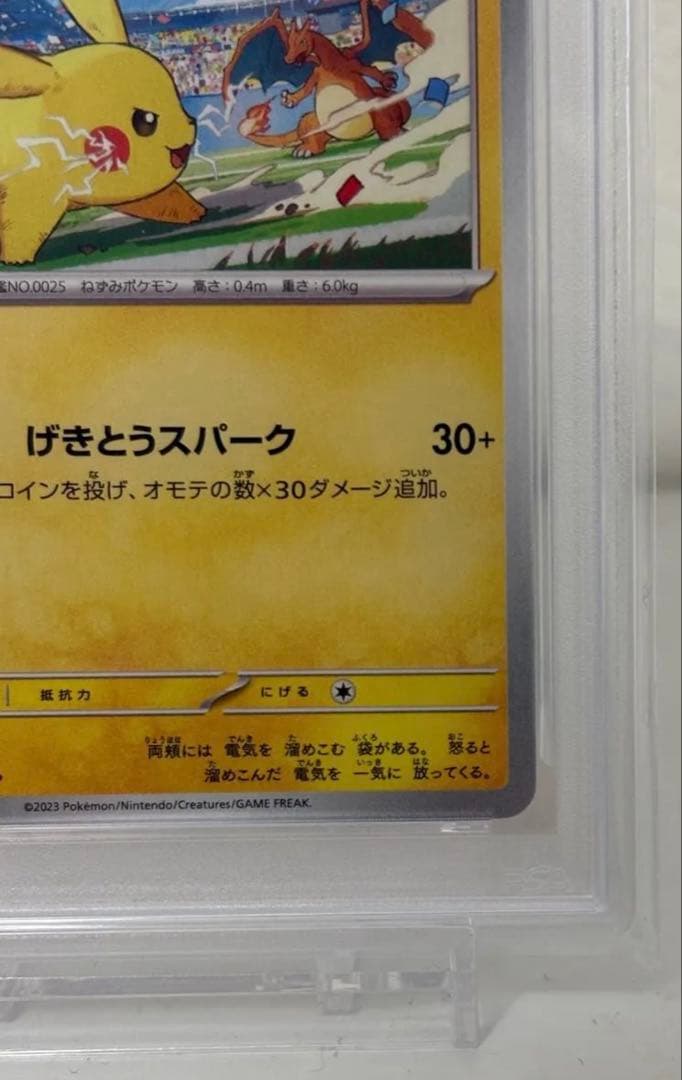 NO.0025 ねずみポケモン 高さ：0.4m 重さ：6.0kg
げきとうスパーク 30+
コインを投げ、オモテの数×30ダメージ追加。
抵抗力 にげる
両頬には 電気を 溜めこむ 袋がある。 怒ると
溜めこんだ 電気を 一気に 放ってくる。
©2023 Pokémon/Nintendo/Creatures/GAME FREAK.